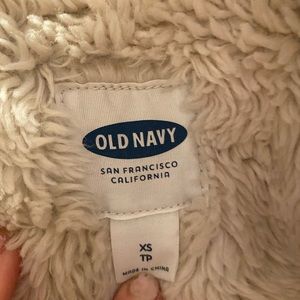 OLD NAVY
SAN FRANCISCO
CALIFORNIA
XS
TP
MADE IN CHINA